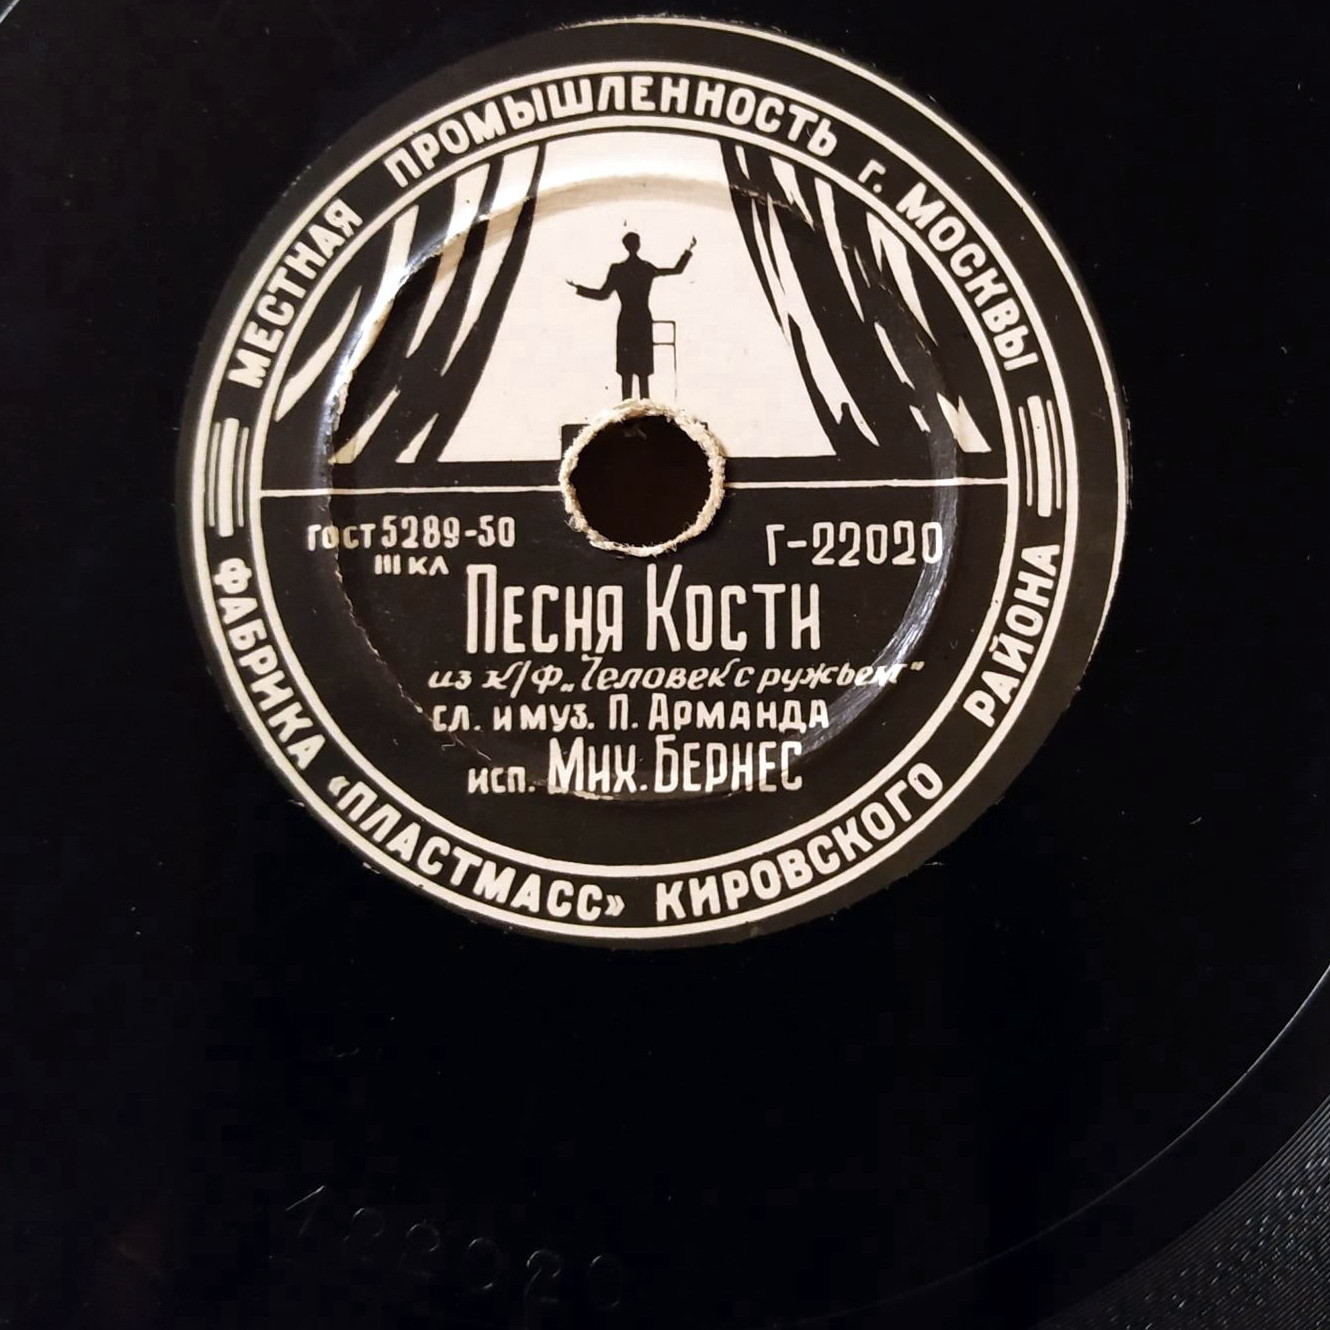 МЕСТНАЯ ПРОМЫШЛЕННОСТЬ г. МОСКВЫ
ГОСТ 5289-50
III КЛ
Г-22020
ПЕСНЯ КОСТИ
из к/ф „Человек с ружьем"
сл. и муз. П. АРМАНДА
исп. МИХ. БЕРНЕС
ФАБРИКА «ПЛАСТМАСС» КИРОВСКОГО РАЙОНА